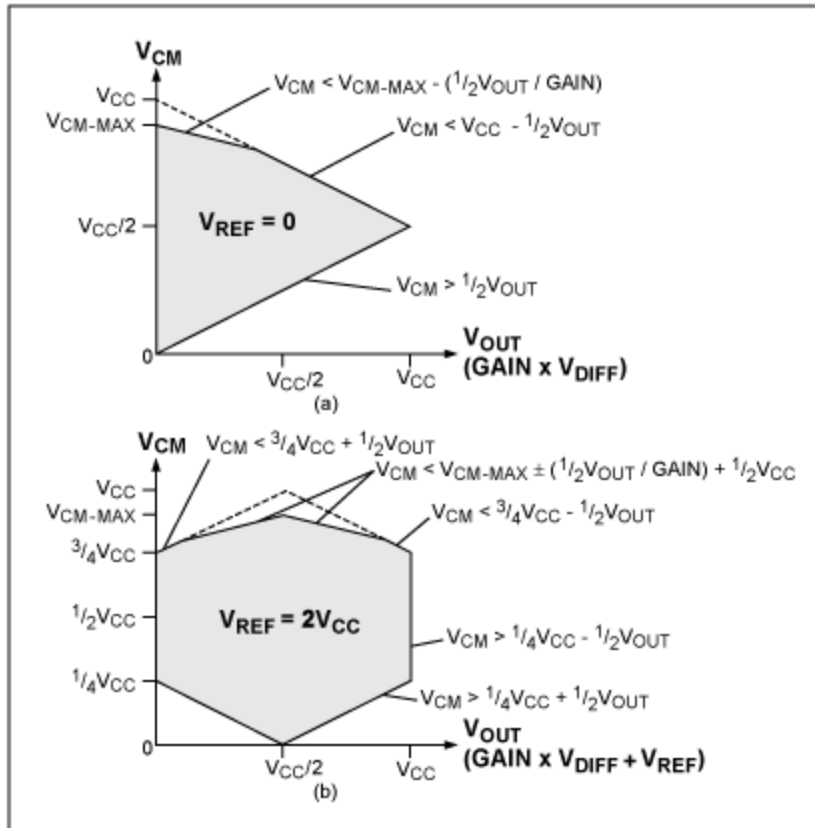 VCM
VCC
VCM-MAX
VCC/2
0
VCM < VCM-MAX - (1/2VOUT / GAIN)
VCM < VCC - 1/2VOUT
VREF = 0
VCM > 1/2VOUT
VOUT
(GAIN x VDIFF)
VCC/2
VCC
(a)
VCM
VCM < 3/4VCC + 1/2VOUT
VCM < VCM-MAX ± (1/2VOUT / GAIN) + 1/2VCC
VCC
VCM-MAX
VCM < 3/4VCC - 1/2VOUT
3/4VCC
1/2VCC
VREF = 2VCC
VCM > 1/4VCC - 1/2VOUT
1/4VCC
VCM > 1/4VCC + 1/2VOUT
0
VOUT
(GAIN x VDIFF + VREF)
VCC/2
VCC
(b)